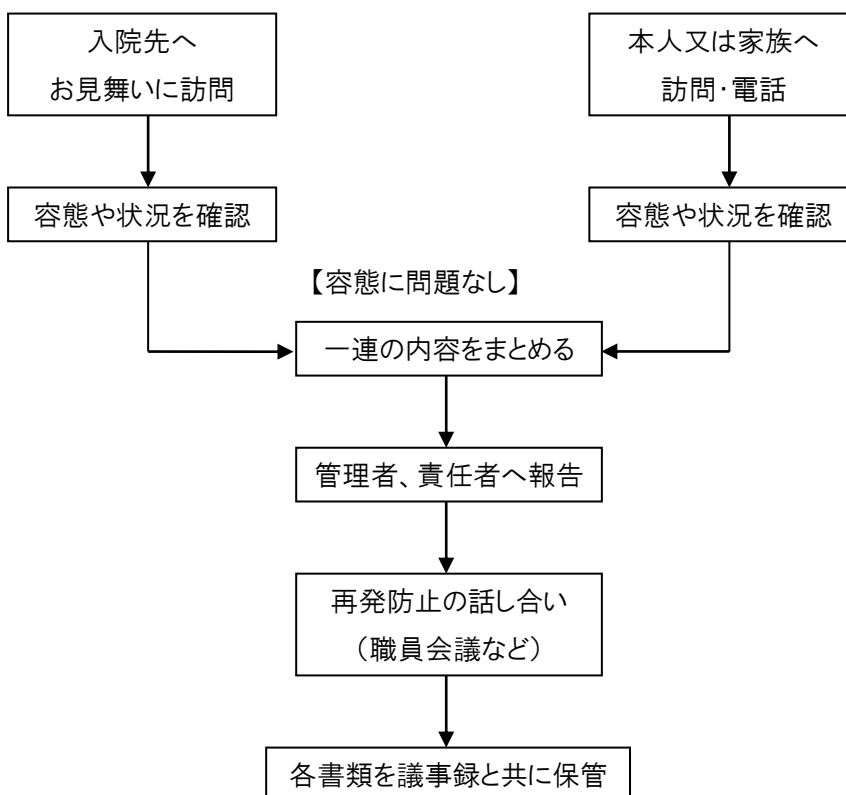 入院先へ
お見舞いに訪問
本人又は家族へ
訪問・電話
容態や状況を確認
容態や状況を確認
【容態に問題なし】
一連の内容をまとめる
管理者、責任者へ報告
再発防止の話し合い
（職員会議など）
各書類を議事録と共に保管